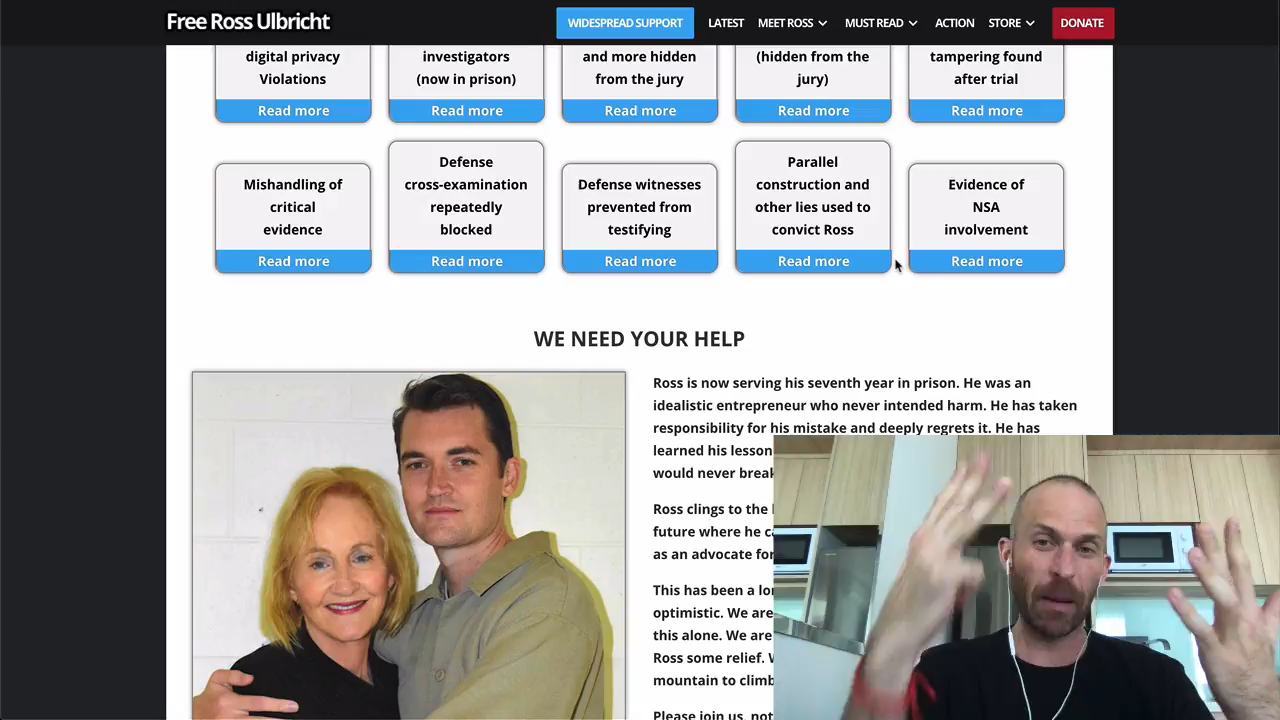 Free Ross Ulbricht
WIDESPREAD SUPPORT LATEST MEET ROSS MUST READ ACTION STORE DONATE
digital privacy
Violations
Read more
investigators
(now in prison)
Read more
and more hidden
from the jury
Read more
(hidden from the
jury)
Read more
tampering found
after trial
Read more
Mishandling of
critical
evidence
Read more
Defense
cross-examination
repeatedly
blocked
Read more
Defense witnesses
prevented from
testifying
Read more
Parallel
construction and
other lies used to
convict Ross
Read more
Evidence of
NSA
involvement
Read more
WE NEED YOUR HELP
Ross is now serving his seventh year in prison. He was an
idealistic entrepreneur who never intended harm. He has taken
responsibility for his mistake and deeply regrets it. He has
learned his lesson
would never break
Ross clings to the
future where he
as an advocate for
This has been a
optimistic. We are
this alone. We are
Ross some relief.
mountain to climb
Please join us, not